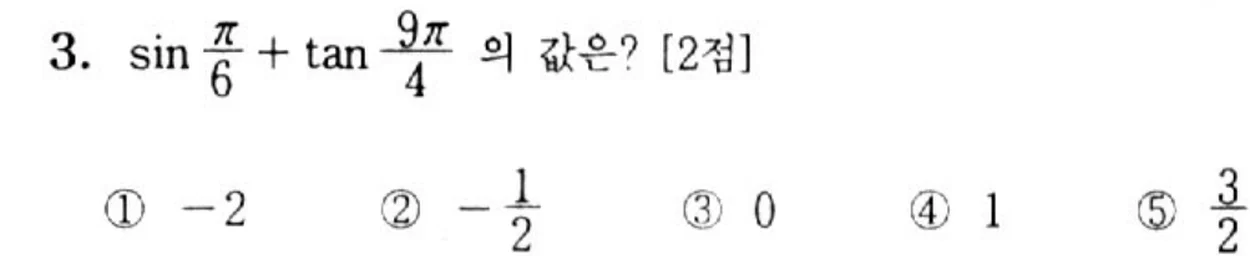 3. sin π/6 + tan 9π/4 의 값은? [2점]
① −2 ② −1/2 ③ 0 ④ 1 ⑤ 3/2